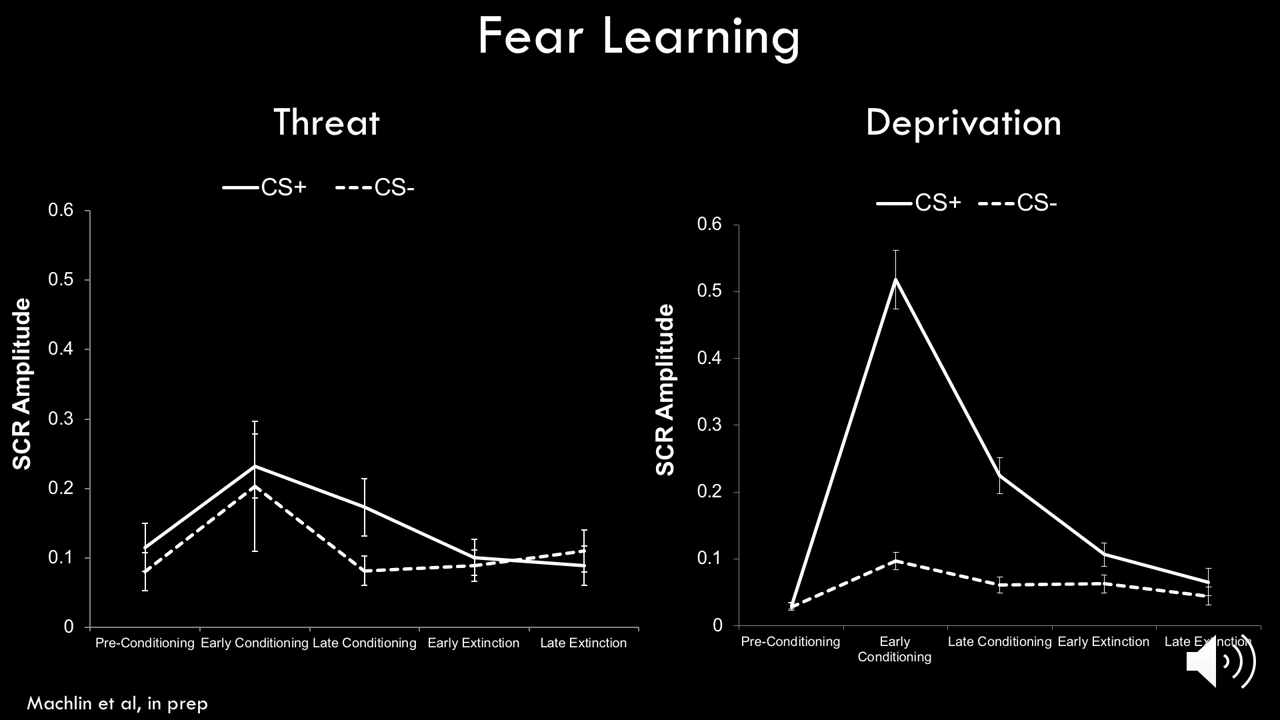 Fear Learning
Threat
CS+ CS-
0.6
0.5
0.4
0.3
0.2
0.1
0
SCR Amplitude
Pre-Conditioning Early Conditioning Late Conditioning Early Extinction Late Extinction
Deprivation
CS+ CS-
0.6
0.5
0.4
0.3
0.2
0.1
0
SCR Amplitude
Pre-Conditioning Early Conditioning Late Conditioning Early Extinction Late Extinction
Machlin et al, in prep